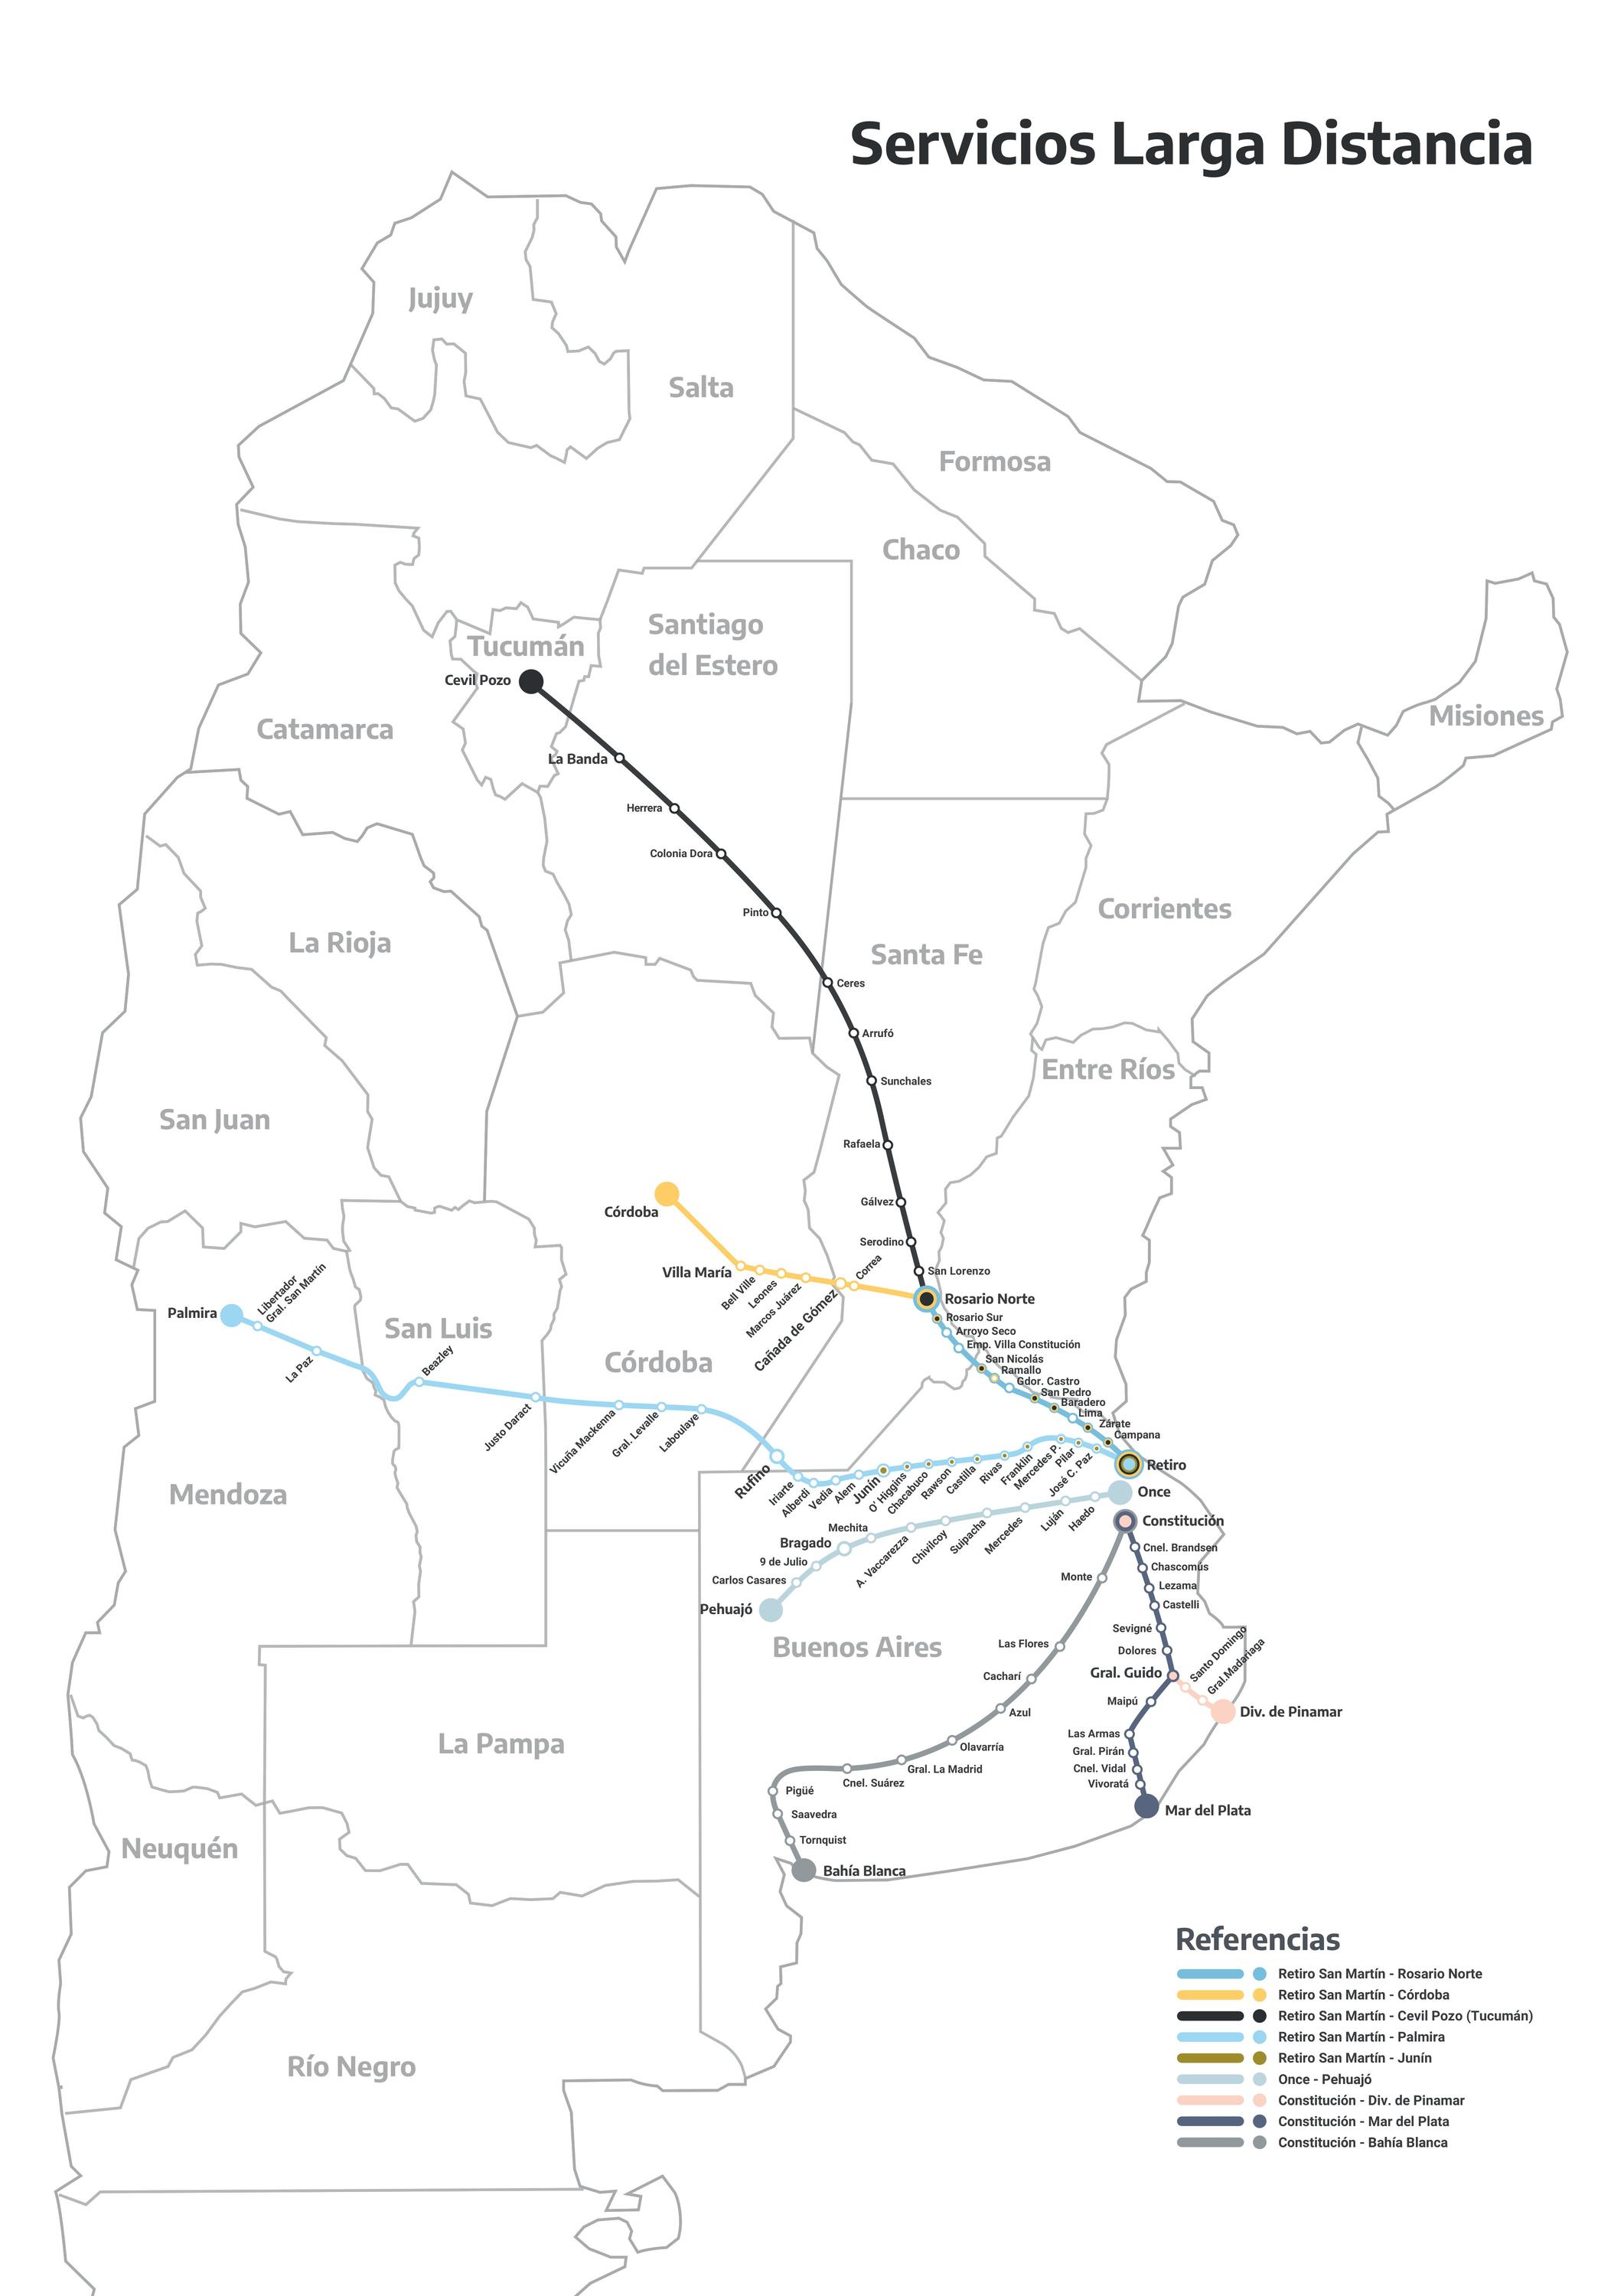 Servicios Larga Distancia
Jujuy
Salta
Formosa
Chaco
Santiago
del Estero
Tucumán
Cevil Pozo
Misiones
Catamarca
La Banda
Herrera
Colonia Dora
Pinto
Corrientes
La Rioja
Santa Fe
Ceres
Arrufó
Entre Ríos
Sunchales
San Juan
Rafaela
Gálvez
Córdoba
Serodino
San Lorenzo
Villa María
Bell Ville
Leones
Marcos Juárez
Cañada de Gómez
Correa
Rosario Norte
Palmira
Libertador
Gral. San Martín
La Paz
San Luis
Beazley
Córdoba
Rosario Sur
Arroyo Seco
Emp. Villa Constitución
San Nicolás
Ramallo
Gdor. Castro
San Pedro
Baradero
Lima
Zárate
Campana
Justo Daract
Vicuña Mackenna
Gral. Levalle
Laboulaye
Rufino
Iriarte
Alberdi
Vedia
Alem
Junín
O' Higgins
Chacabuco
Rawson
Castilla
Rivas
Franklin
Mercedes P.
Pilar
José C. Paz
Retiro
Mendoza
Once
Haedo
Luján
Mercedes
Suipacha
Chivilcoy
A. Vaccarezza
Mechita
Bragado
9 de Julio
Carlos Casares
Pehuajó
Constitución
Cnel. Brandsen
Chascomús
Lezama
Castelli
Sevigné
Dolores
Gral. Guido
Santo Domingo
Gral.Madariaga
Div. de Pinamar
Maipú
Las Armas
Gral. Pirán
Cnel. Vidal
Vivoratá
Mar del Plata
Monte
Buenos Aires
Las Flores
Cacharí
Azul
Olavarría
Gral. La Madrid
Cnel. Suárez
Pigüé
Saavedra
Tornquist
Bahía Blanca
La Pampa
Neuquén
Río Negro
Referencias
Retiro San Martín - Rosario Norte
Retiro San Martín - Córdoba
Retiro San Martín - Cevil Pozo (Tucumán)
Retiro San Martín - Palmira
Retiro San Martín - Junín
Once - Pehuajó
Constitución - Div. de Pinamar
Constitución - Mar del Plata
Constitución - Bahía Blanca